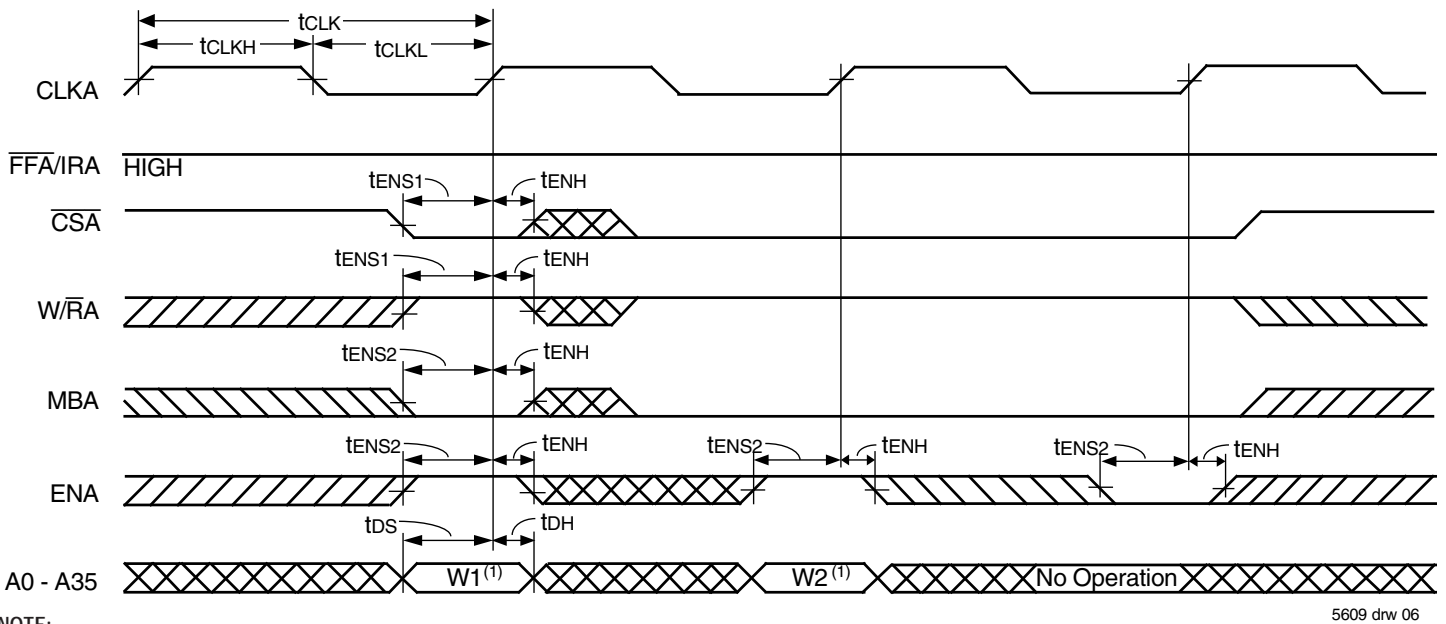 tCLK
tCLKH tCLKL
CLKA
FFA/IRA HIGH
tENS1 tENH
CSA
tENS1 tENH
W/RA
tENS2 tENH
MBA
tENS2 tENH tENS2 tENH tENS2 tENH
ENA
tDS tDH
A0 - A35 W1(1) W2(1) No Operation
5609 drw 06
NOTE: